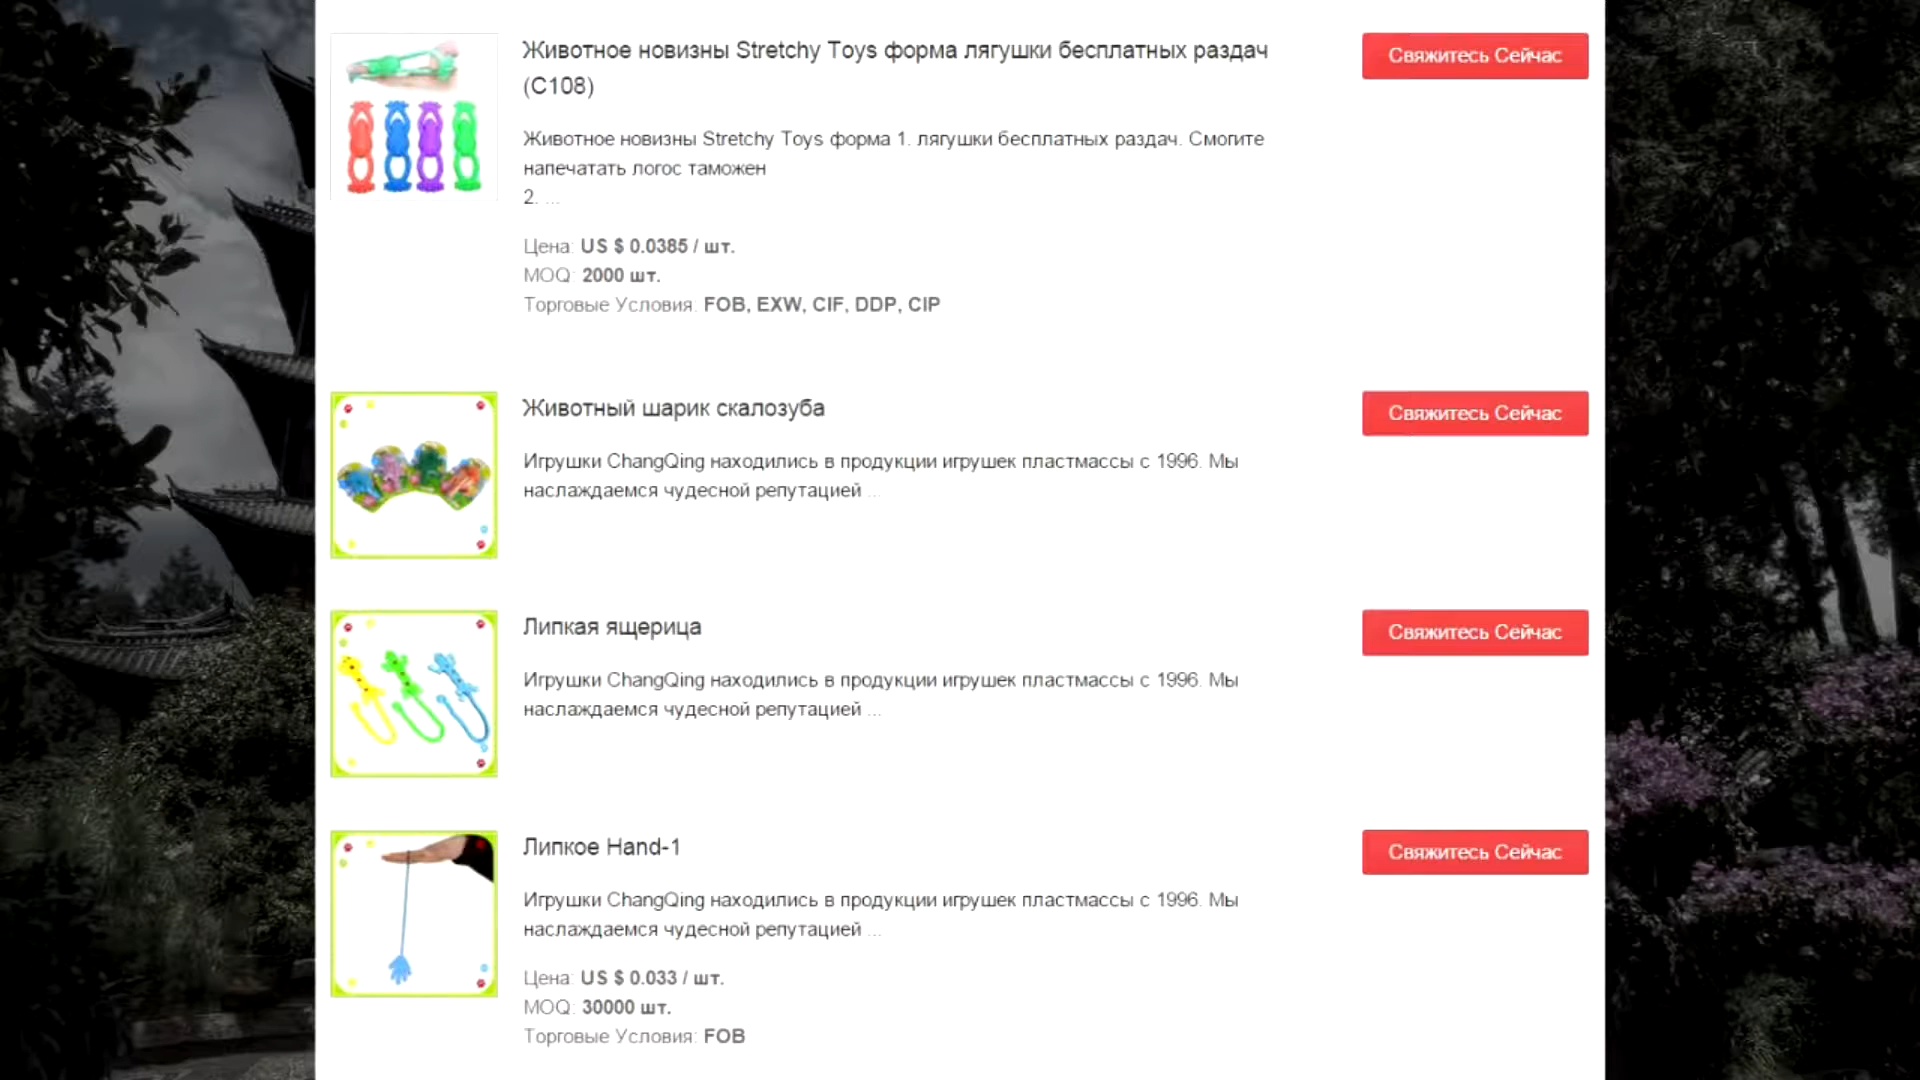 Животное новизны Stretchy Toys форма лягушки бесплатных раздач
(C108)
Свяжитесь Сейчас
Животное новизны Stretchy Toys форма 1. лягушки бесплатных раздач. Смогите
напечатать логос таможен
2. ...
Цена: US $ 0.0385 / шт.
MOQ: 2000 шт.
Торговые Условия: FOB, EXW, CIF, DDP, CIP
Животный шарик скалозуба
Свяжитесь Сейчас
Игрушки ChangQing находились в продукции игрушек пластмассы с 1996. Мы
наслаждаемся чудесной репутацией ...
Липкая ящерица
Свяжитесь Сейчас
Игрушки ChangQing находились в продукции игрушек пластмассы с 1996. Мы
наслаждаемся чудесной репутацией ...
Липкое Hand-1
Свяжитесь Сейчас
Игрушки ChangQing находились в продукции игрушек пластмассы с 1996. Мы
наслаждаемся чудесной репутацией ...
Цена: US $ 0.033 / шт.
MOQ: 30000 шт.
Торговые Условия: FOB